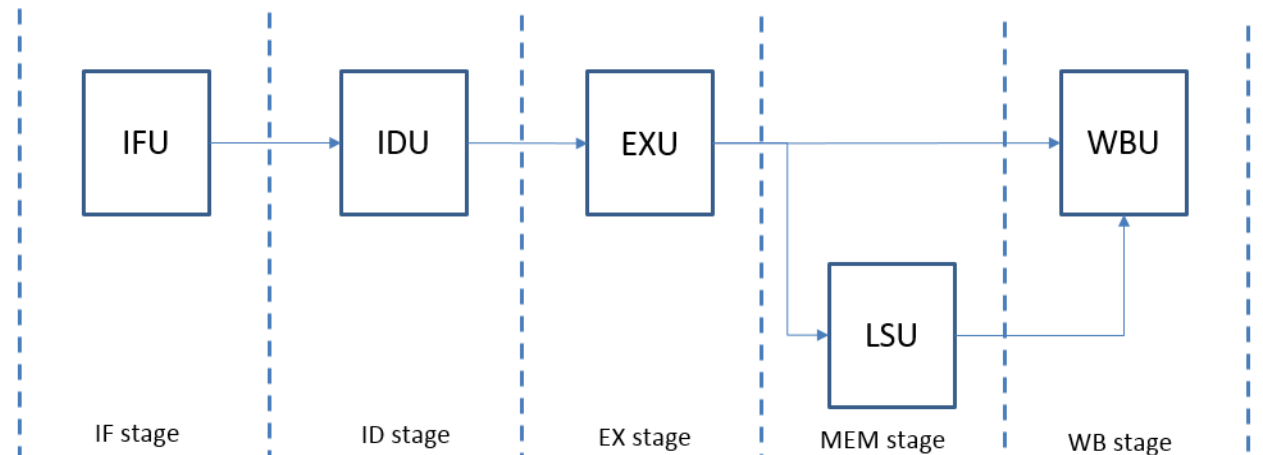 IFU
IDU
EXU
WBU
LSU
IF stage
ID stage
EX stage
MEM stage
WB stage